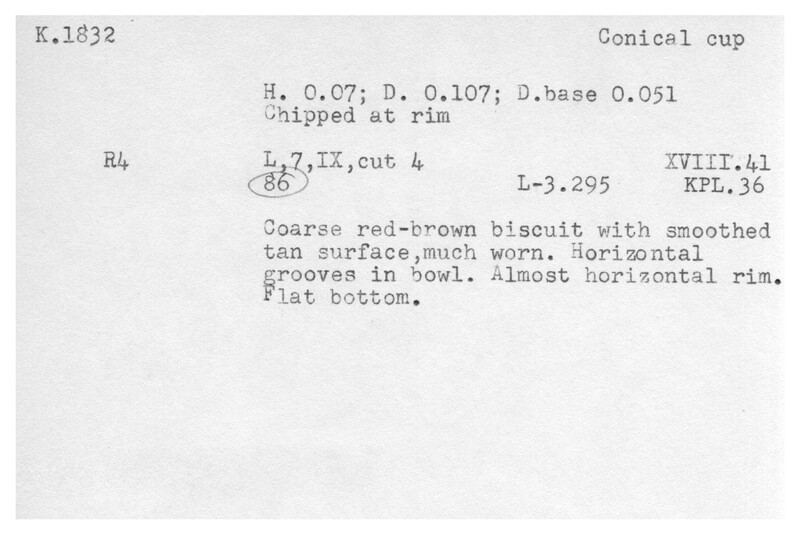 K.1832 Conical cup
H. 0.07; D. 0.107; D.base 0.051
Chipped at rim
R4 L,7,IX,cut 4 XVIII.41
86 L-3.295 KPL.36
Coarse red-brown biscuit with smoothed
tan surface,much worn. Horizontal
grooves in bowl. Almost horizontal rim.
Flat bottom.